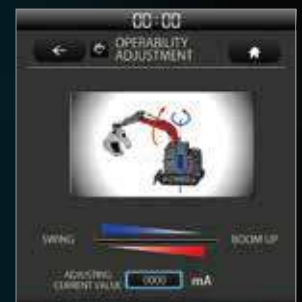 00:00
OPERABILITY
ADJUSTMENT
SWING
BOOM UP
ADJUSTING
CURRENT VALUE 0000 mA